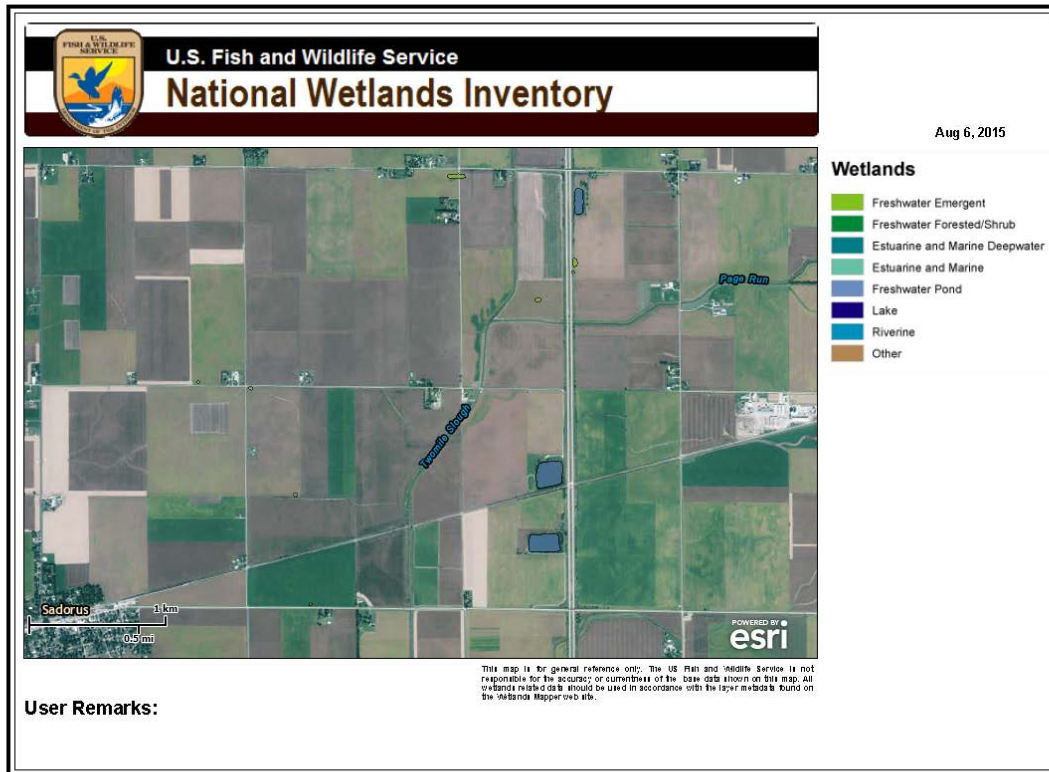 U.S.
FISH & WILDLIFE
SERVICE
DEPARTMENT OF THE INTERIOR
U.S. Fish and Wildlife Service
National Wetlands Inventory
Aug 6, 2015
Wetlands
Freshwater Emergent
Freshwater Forested/Shrub
Estuarine and Marine Deepwater
Estuarine and Marine
Freshwater Pond
Lake
Riverine
Other
Page Run
Twomile Slough
Sadorus
1 km
0.5 mi
POWERED BY
esri
This map is for general reference only. The US Fish and Wildlife Service is not
responsible for the accuracy or currentness of the base data shown on this map. All
wetlands related data should be used in accordance with the layer metadata found on
the Wetlands Mapper web site.
User Remarks: